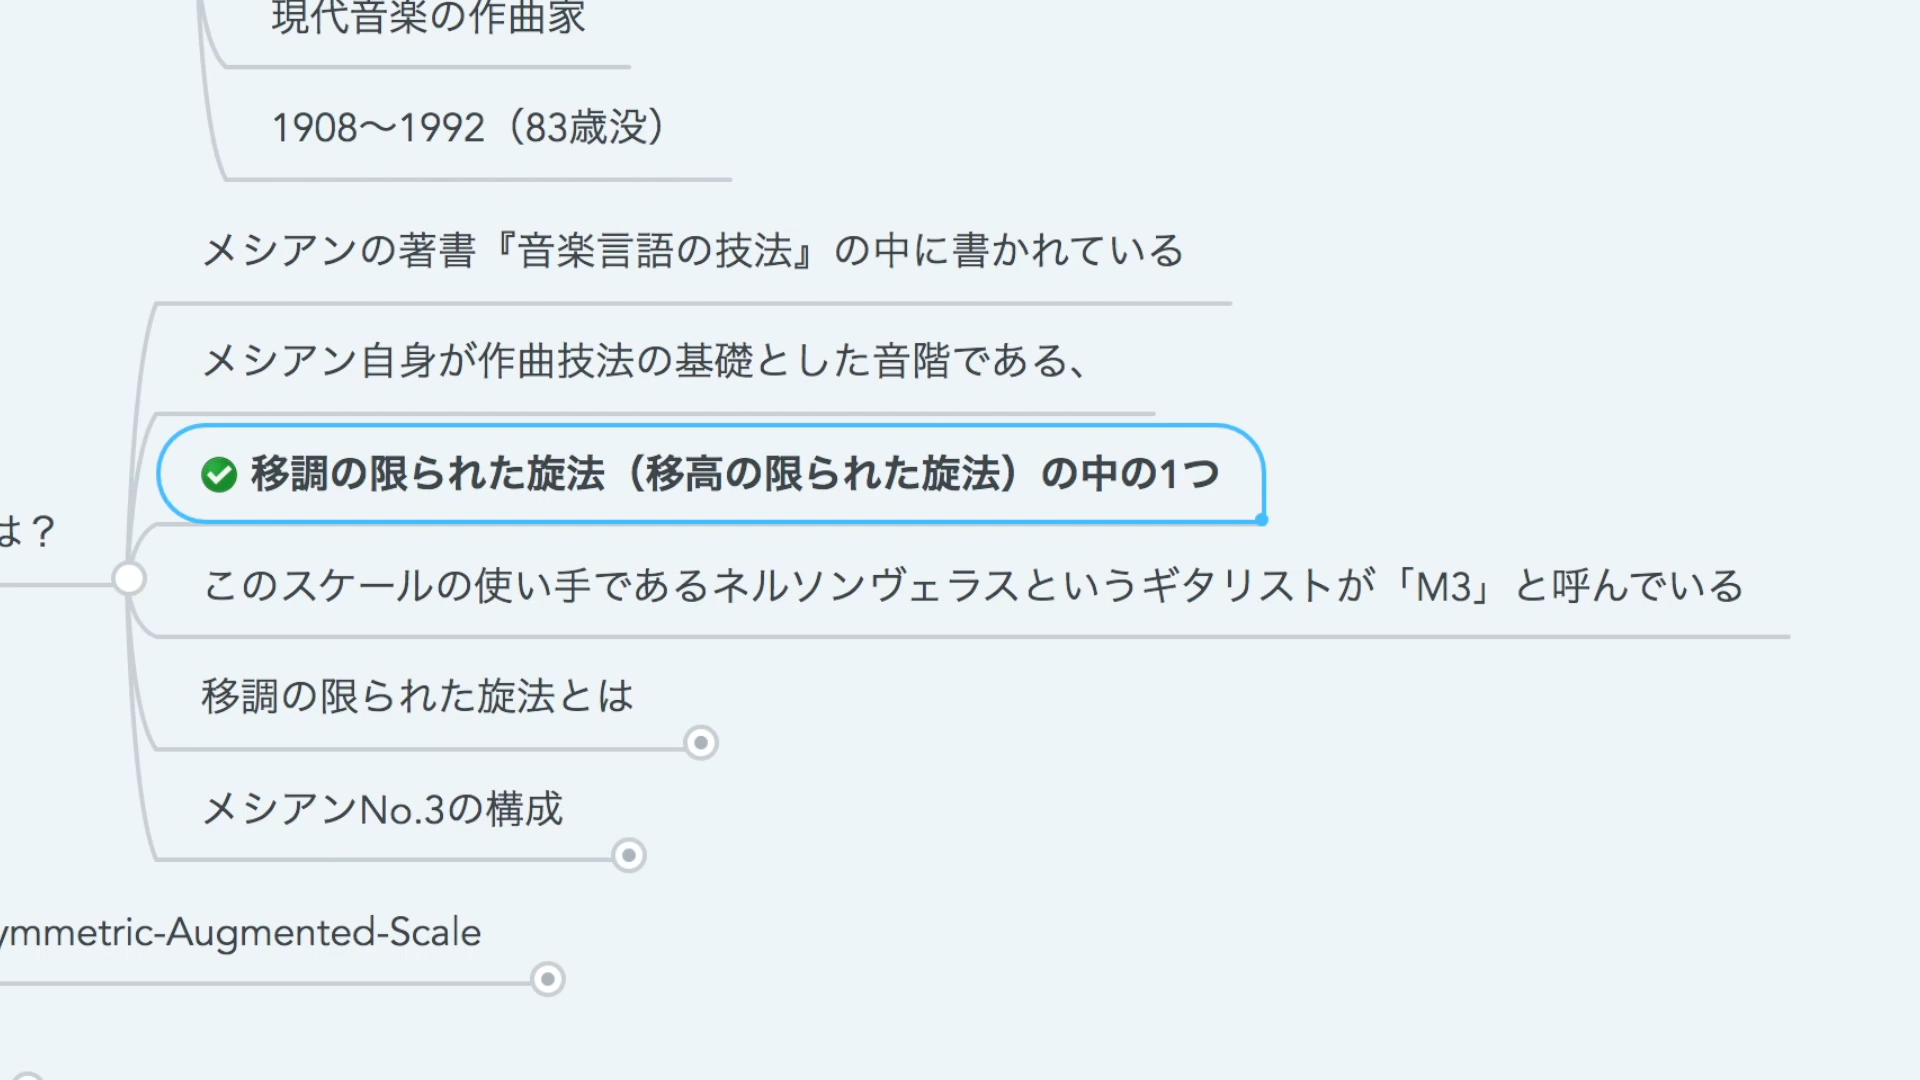 現代音楽の作曲家
1908〜1992（83歳没）
メシアンの著書『音楽言語の技法』の中に書かれている
メシアン自身が作曲技法の基礎とした音階である、
移調の限られた旋法（移高の限られた旋法）の中の1つ
は？
このスケールの使い手であるネルソンヴェラスというギタリストが「M3」と呼んでいる
移調の限られた旋法とは
メシアンNo.3の構成
ymmetric-Augmented-Scale